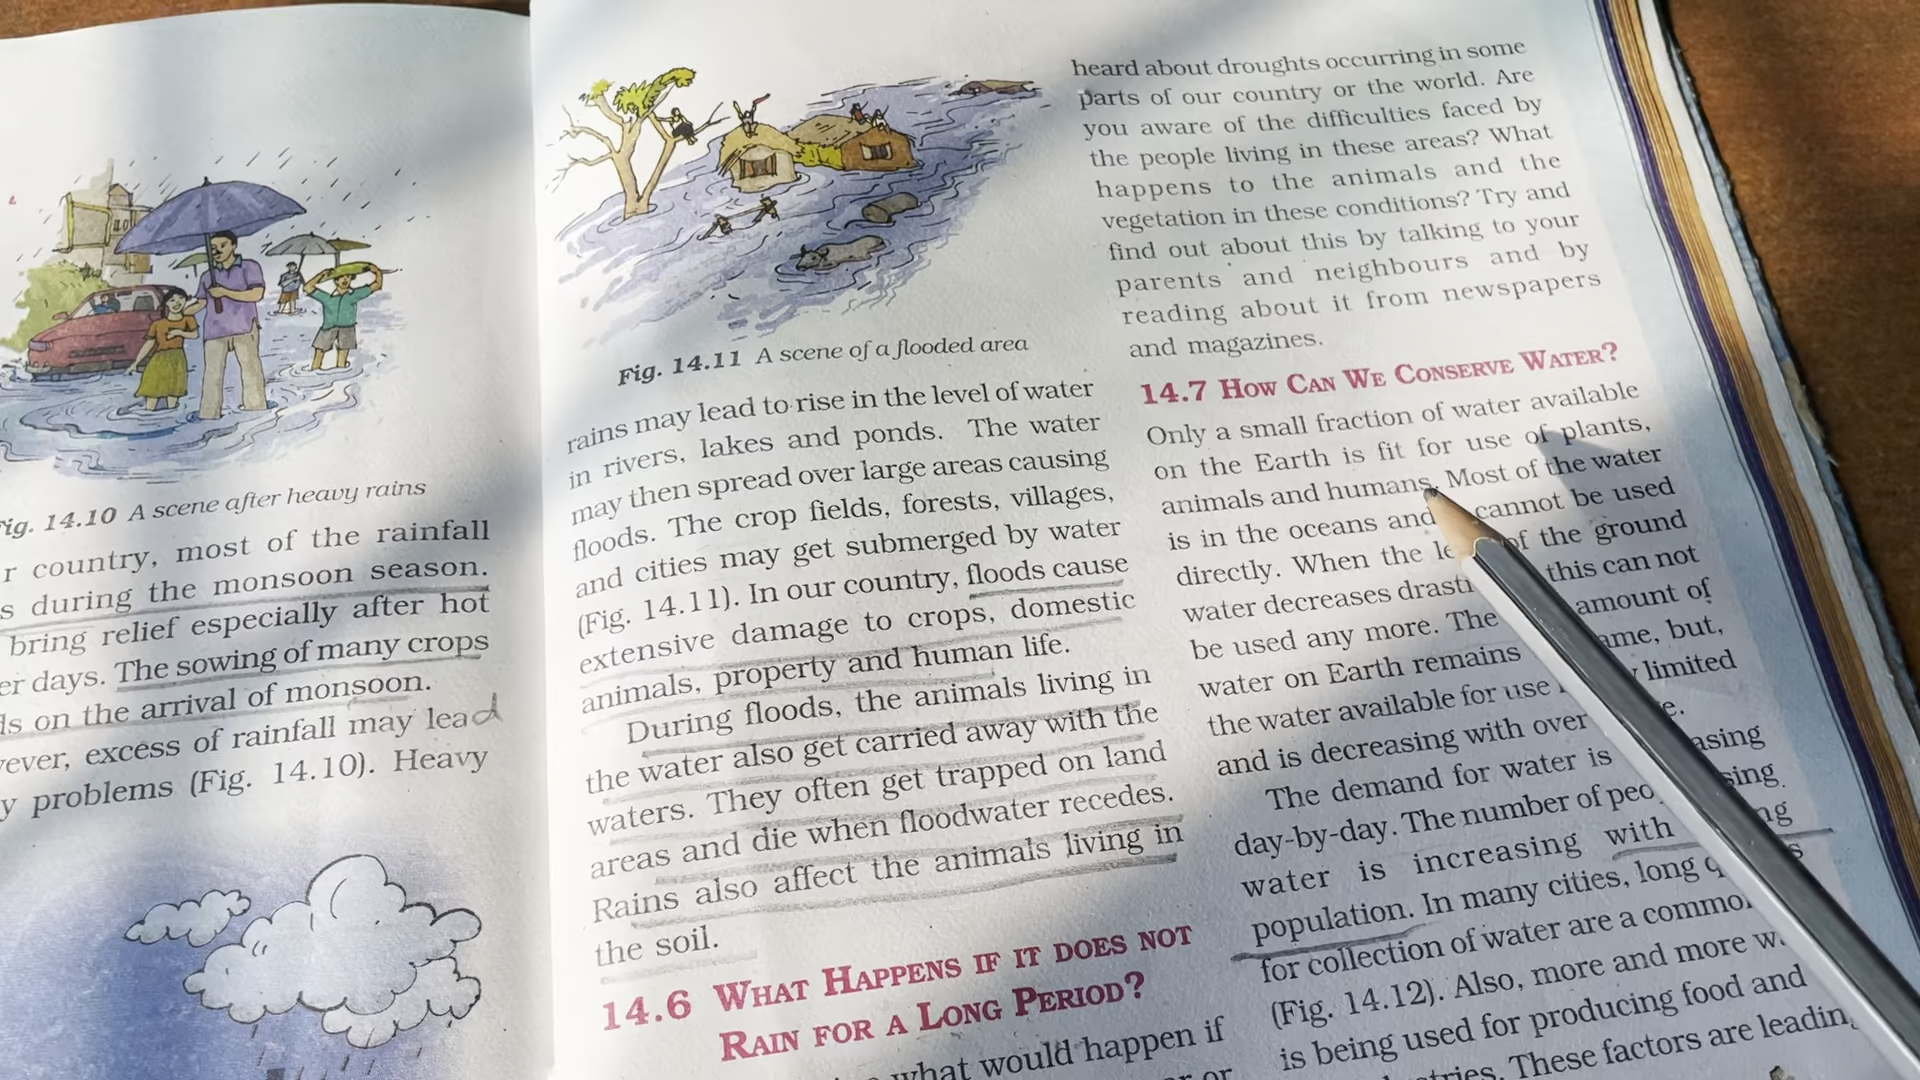 Fig. 14.10 A scene after heavy rains
country, most of the rainfall
during the monsoon season.
bring relief especially after hot
days. The sowing of many crops
on the arrival of monsoon.
excess of rainfall may lead
problems (Fig. 14.10). Heavy
Fig. 14.11 A scene of a flooded area
rains may lead to rise in the level of water
in rivers, lakes and ponds. The water
may then spread over large areas causing
floods. The crop fields, forests, villages,
and cities may get submerged by water
(Fig. 14.11). In our country, floods cause
extensive damage to crops, domestic
animals, property and human life.
During floods, the animals living in
the water also get carried away with the
waters. They often get trapped on land
areas and die when floodwater recedes.
Rains also affect the animals living in
the soil.
14.6 WHAT HAPPENS IF IT DOES NOT
RAIN FOR A LONG PERIOD?
what would happen if
or
heard about droughts occurring in some
parts of our country or the world. Are
you aware of the difficulties faced by
the people living in these areas? What
happens to the animals and the
vegetation in these conditions? Try and
find out about this by talking to your
parents and neighbours and by
reading about it from newspapers
and magazines.
14.7 HOW CAN WE CONSERVE WATER?
Only a small fraction of water available
on the Earth is fit for use of plants,
animals and humans. Most of the water
is in the oceans and cannot be used
directly. When the of the ground
water decreases this can not
be used any more. The amount of
water on Earth remains but,
the water available for use limited
and is decreasing with over
The demand for water is
day-by-day. The number of
water is increasing with
population. In many cities, long
for collection of water are a
(Fig. 14.12). Also, more and more
is being used for producing food and
These factors are